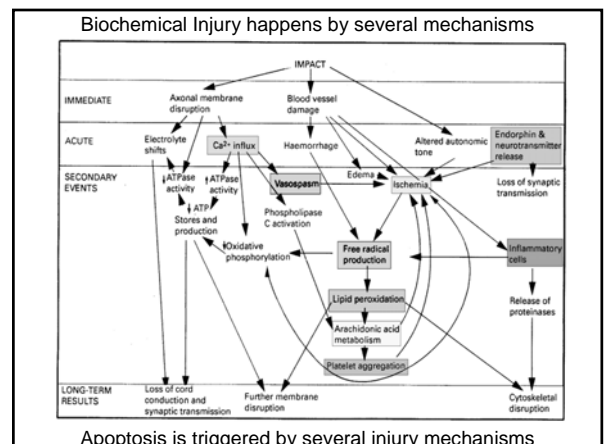 Biochemical Injury happens by several mechanisms
IMPACT
IMMEDIATE
Axonal membrane
disruption
Blood vessel
damage
ACUTE
Electrolyte
shifts
Ca²⁺ influx
Haemorrhage
Altered autonomic
tone
Endorphin &
neurotransmitter
release
SECONDARY
EVENTS
↓ATPase
activity
↑ATPase
activity
Vasospasm
Edema
Ischemia
Loss of synaptic
transmission
↓ATP
Stores and
production
Phospholipase
C activation
Oxidative
phosphorylation
Free radical
production
Inflammatory
cells
Lipid peroxidation
Release of
proteinases
Arachidonic acid
metabolism
Platelet aggregation
LONG-TERM
RESULTS
Loss of cord
conduction and
synaptic transmission
Further membrane
disruption
Cytoskeletal
disruption
Apoptosis is triggered by several injury mechanisms